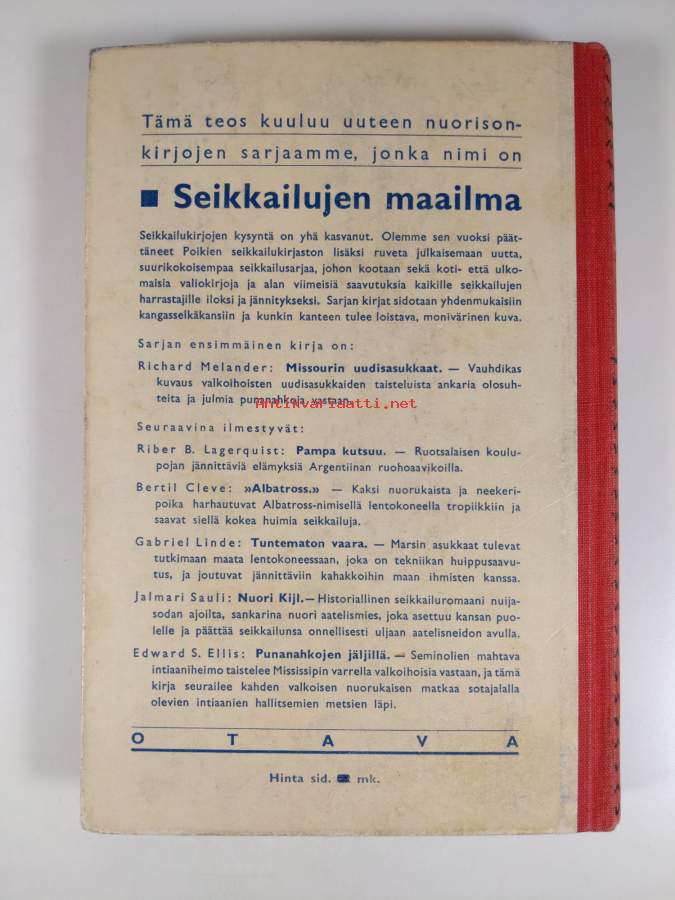 Tämä teos kuuluu uuteen nuorison-
kirjojen sarjaamme, jonka nimi on
■ Seikkailujen maailma
Seikkailukirjojen kysyntä on yhä kasvanut. Olemme sen vuoksi päät-
täneet Poikien seikkailukirjaston lisäksi ruveta julkaisemaan uutta,
suurikokoisempaa seikkailusarjaa, johon kootaan sekä koti- että ulko-
maisia valiokirjoja ja alan viimeisiä saavutuksia kaikille seikkailujen
harrastajille iloksi ja jännitykseksi. Sarjan kirjat sidotaan yhdenmukaisiin
kangasselkäkansiin ja kunkin kanteen tulee loistava, monivärinen kuva.
Sarjan ensimmäinen kirja on:
Richard Melander: Missourin uudisasukkaat. — Vauhdikas
kuvaus valkoihoisten uudisasukkaiden taisteluista ankaria olosuh-
teita ja julmia punanahkoja vastaan.
Antikvariaatti.net
Seuraavina ilmestyvät:
Riber B. Lagerquist: Pampa kutsuu. — Ruotsalaisen koulu-
pojan jännittäviä elämyksiä Argentiinan ruohoaavikoilla.
Bertil Cleve: »Albatross.» — Kaksi nuorukaista ja neekeri-
poika harhautuvat Albatross-nimisellä lentokoneella tropiikkiin ja
saavat siellä kokea huimia seikkailuja.
Gabriel Linde: Tuntematon vaara. — Marsin asukkaat tulevat
tutkimaan maata lentokoneessaan, joka on tekniikan huippusaavu-
tus, ja joutuvat jännittäviin kahakkoihin maan ihmisten kanssa.
Jalmari Sauli: Nuori Kijl. — Historiallinen seikkailuromaani nuija-
sodan ajoilta, sankarina nuori aatelismies, joka asettuu kansan puo-
lelle ja päättää seikkailunsa onnellisesti uljaan aatelisneidon avulla.
Edward S. Ellis: Punanahkojen jäljillä. — Seminolien mahtava
intiaaniheimo taistelee Missisipin varrella valkoihoisia vastaan, ja tämä
kirja seurailee kahden valkoisen nuorukaisen matkaa sotajalalla
olevien intiaanien hallitsemien metsien läpi.
OTAVA
Hinta sid. mk.